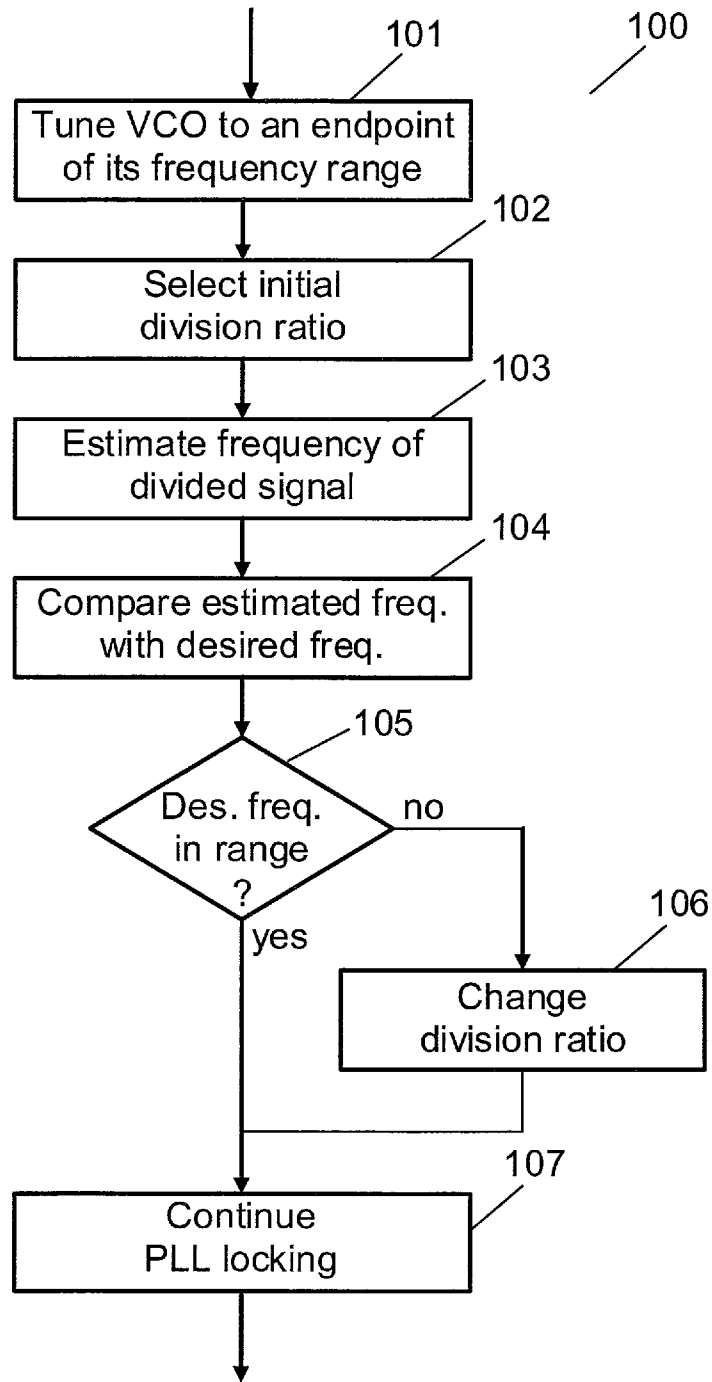 101
100
Tune VCO to an endpoint
of its frequency range
102
Select initial
division ratio
103
Estimate frequency of
divided signal
104
Compare estimated freq.
with desired freq.
105
Des. freq.
in range
?
no
yes
106
Change
division ratio
107
Continue
PLL locking